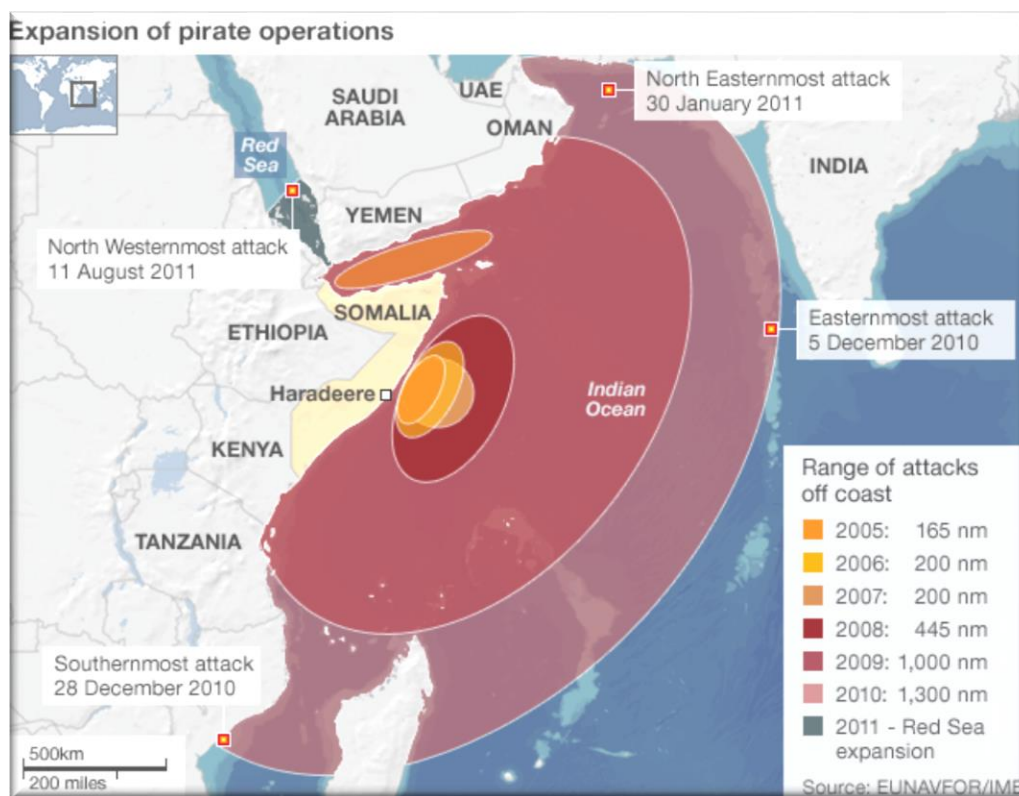 Expansion of pirate operations
North Easternmost attack
30 January 2011
SAUDI
ARABIA
UAE
OMAN
INDIA
Red
Sea
YEMEN
North Westernmost attack
11 August 2011
SOMALIA
ETHIOPIA
Easternmost attack
5 December 2010
Haradeere
Indian
Ocean
KENYA
TANZANIA
Range of attacks
off coast
2005: 165 nm
2006: 200 nm
2007: 200 nm
2008: 445 nm
2009: 1,000 nm
2010: 1,300 nm
2011 - Red Sea
expansion
Southernmost attack
28 December 2010
500km
200 miles
Source: EUNAVFOR/IMB